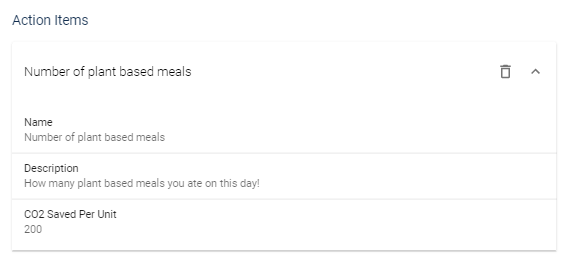 Action Items
Number of plant based meals
Name
Number of plant based meals
Description
How many plant based meals you ate on this day!
CO2 Saved Per Unit
200